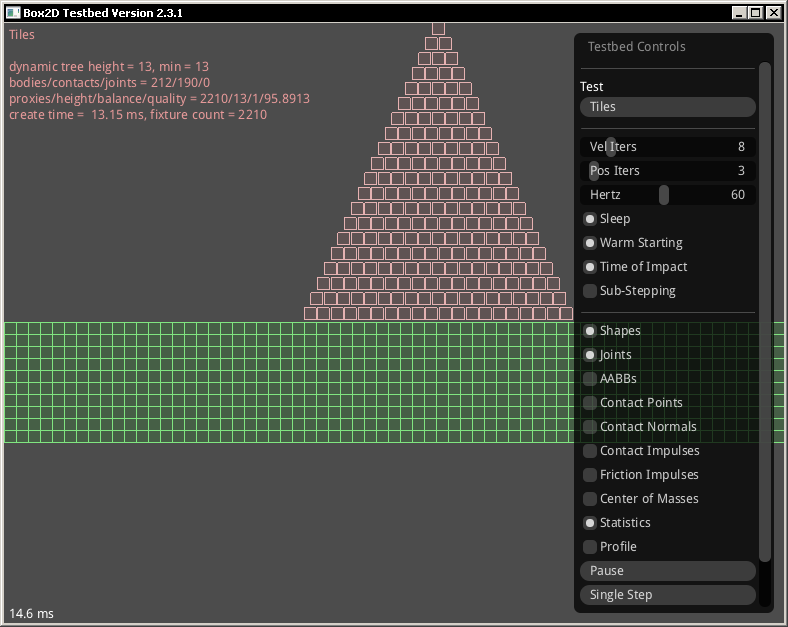 Box2D Testbed Version 2.3.1
Tiles
dynamic tree height = 13, min = 13
bodies/contacts/joints = 212/190/0
proxies/height/balance/quality = 2210/13/1/95.8913
create time =  13.15 ms, fixture count = 2210
Testbed Controls
Test
Tiles
Vel Iters 8
Pos Iters 3
Hertz 60
Sleep
Warm Starting
Time of Impact
Sub-Stepping
Shapes
Joints
AABBs
Contact Points
Contact Normals
Contact Impulses
Friction Impulses
Center of Masses
Statistics
Profile
Pause
Single Step
14.6 ms